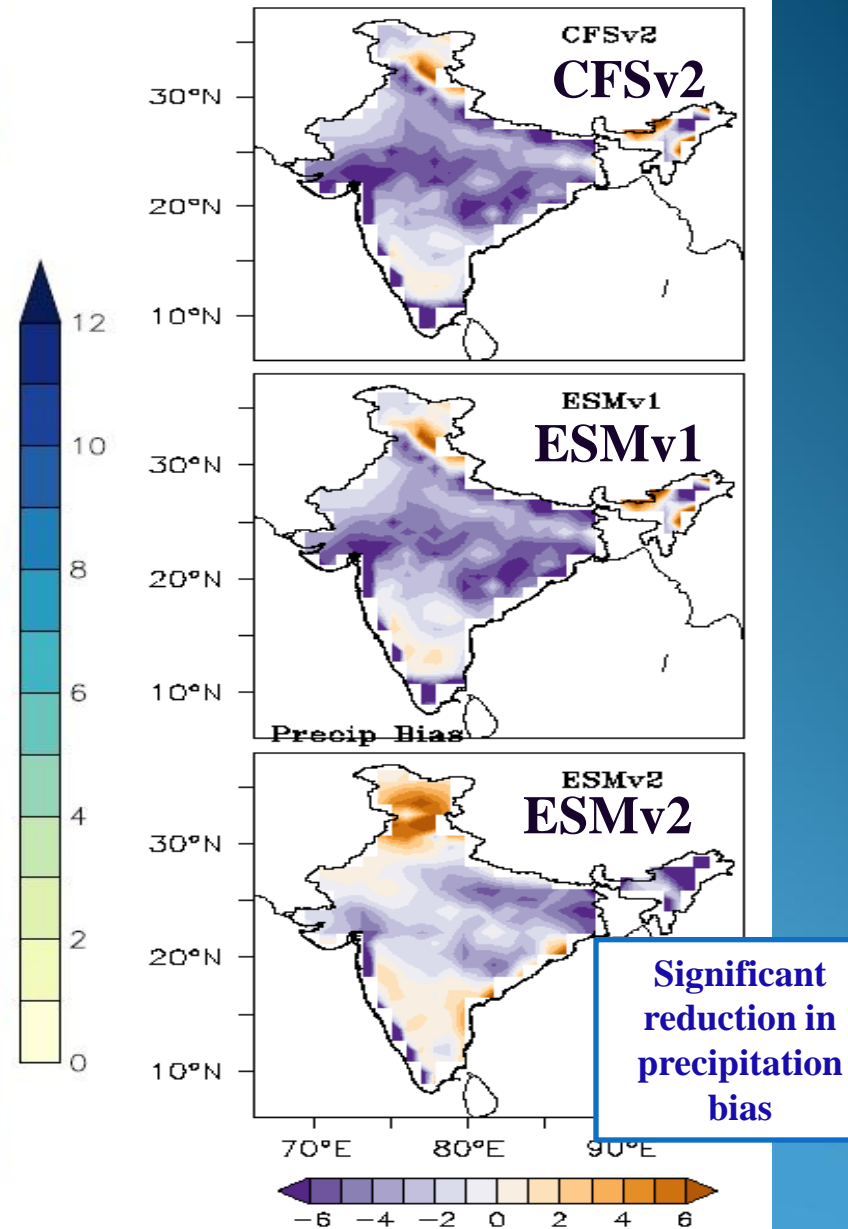 CFSv2
CFSv2
30°N
20°N
10°N
12
10
8
6
4
2
0
ESMv1
ESMv1
30°N
20°N
10°N
Precip Bias
ESMv2
ESMv2
30°N
20°N
10°N
Significant
reduction in
precipitation
bias
70°E 80°E 90°E
-6 -4 -2 0 2 4 6